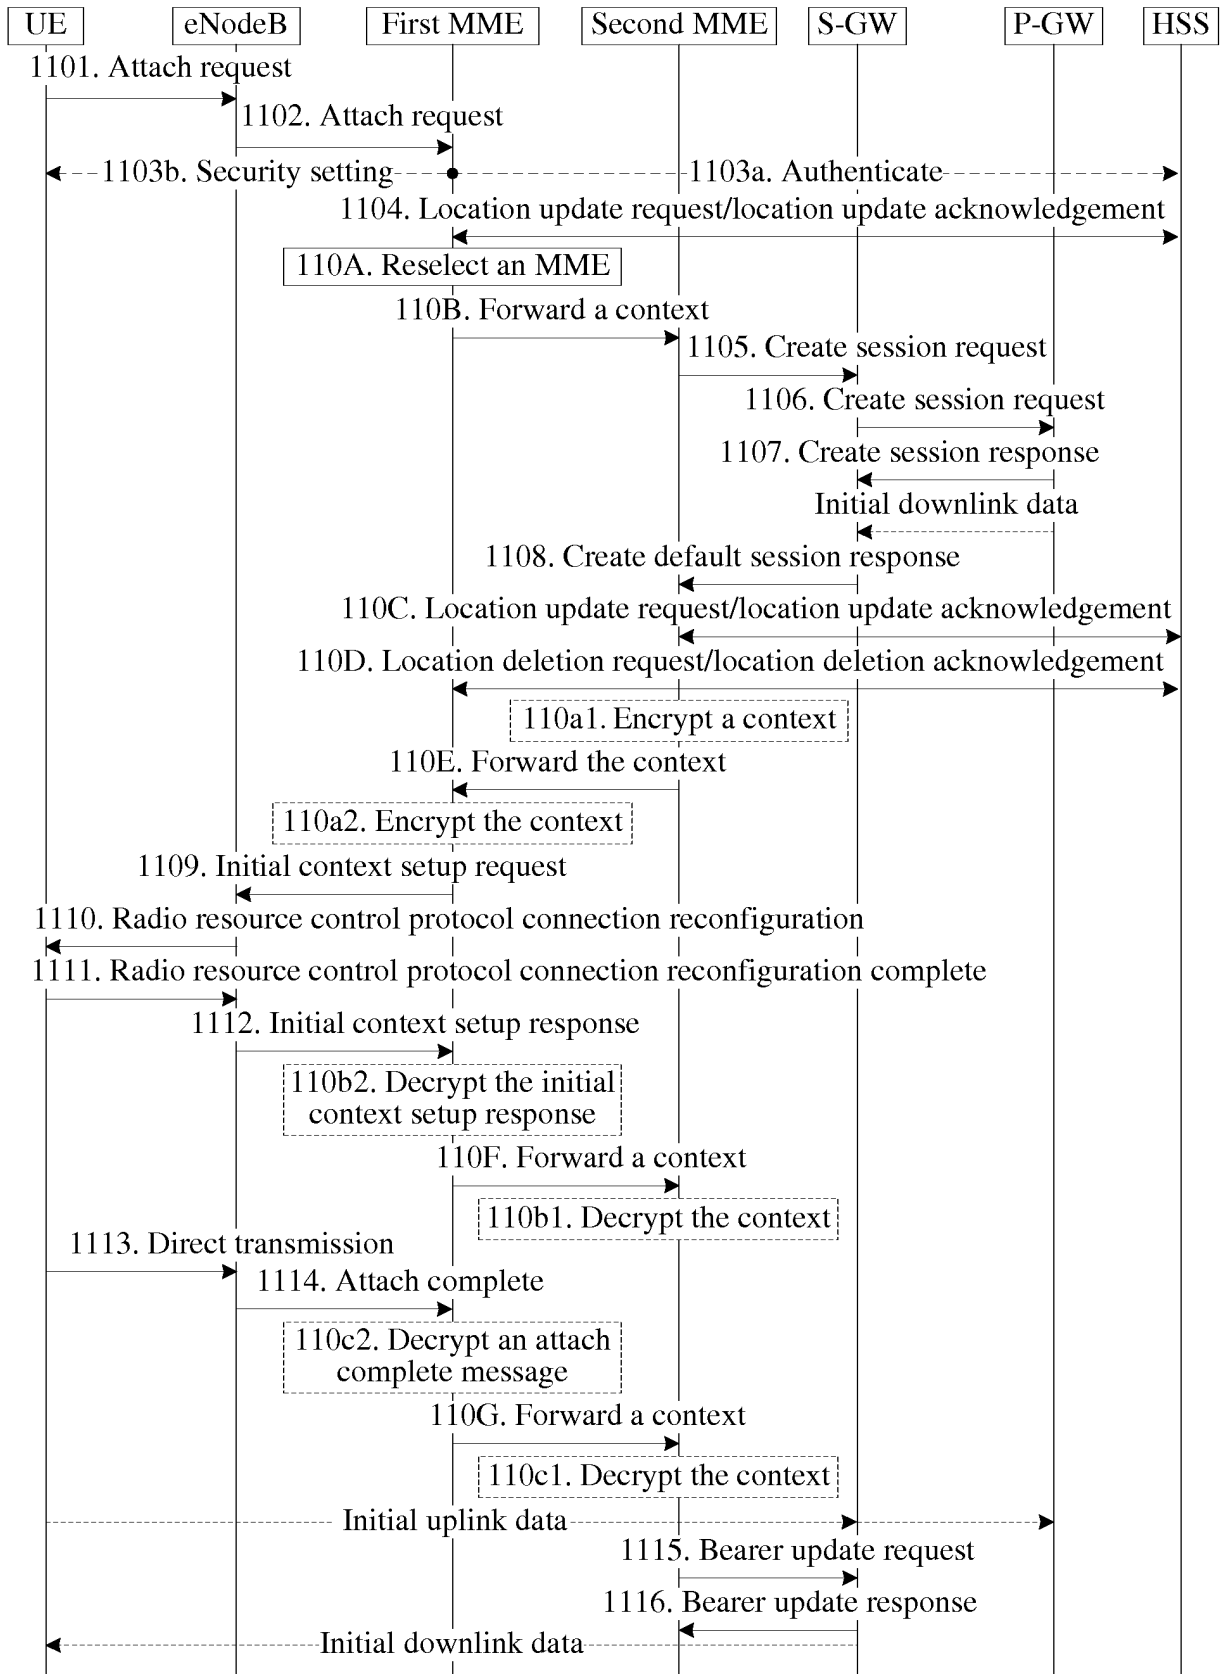 UE
eNodeB
First MME
Second MME
S-GW
P-GW
HSS
1101. Attach request
1102. Attach request
1103b. Security setting
1103a. Authenticate
1104. Location update request/location update acknowledgement
110A. Reselect an MME
110B. Forward a context
1105. Create session request
1106. Create session request
1107. Create session response
Initial downlink data
1108. Create default session response
110C. Location update request/location update acknowledgement
110D. Location deletion request/location deletion acknowledgement
110a1. Encrypt a context
110E. Forward the context
110a2. Encrypt the context
1109. Initial context setup request
1110. Radio resource control protocol connection reconfiguration
1111. Radio resource control protocol connection reconfiguration complete
1112. Initial context setup response
110b2. Decrypt the initial
context setup response
110F. Forward a context
110b1. Decrypt the context
1113. Direct transmission
1114. Attach complete
110c2. Decrypt an attach
complete message
110G. Forward a context
110c1. Decrypt the context
Initial uplink data
1115. Bearer update request
1116. Bearer update response
Initial downlink data